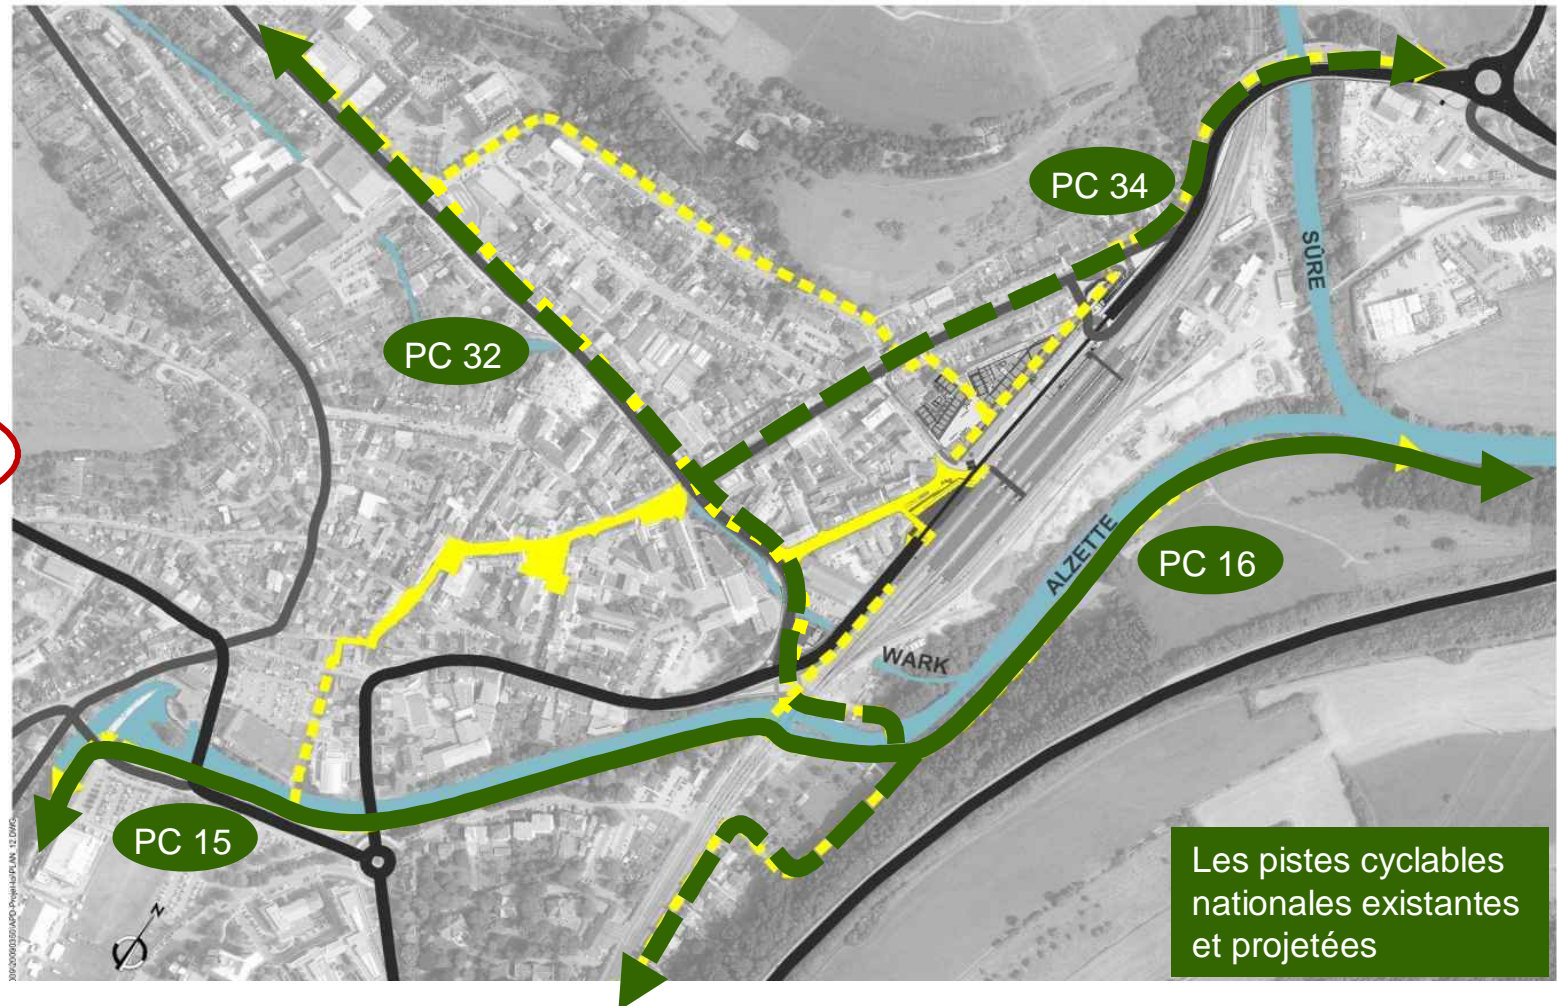 PC 34
SÛRE
PC 32
ALZETTE
PC 16
WARK
PC 15
Les pistes cyclables
nationales existantes
et projetées
N